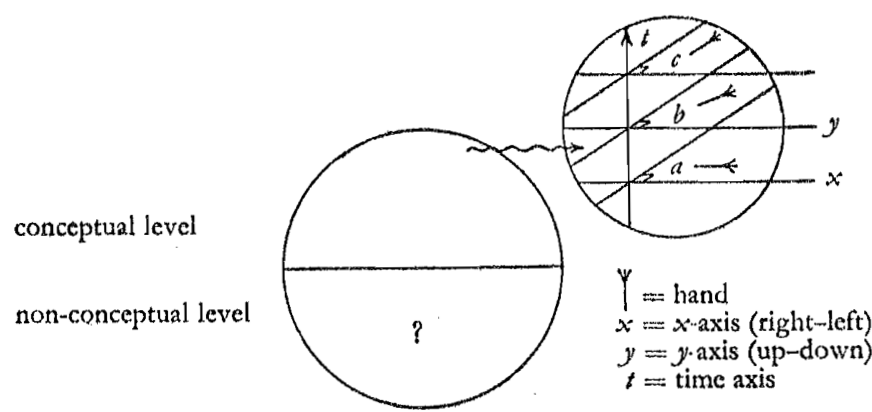 t
c
b
y
a
x
conceptual level
non-conceptual level
?
= hand
x = x-axis (right–left)
y = y-axis (up–down)
t = time axis